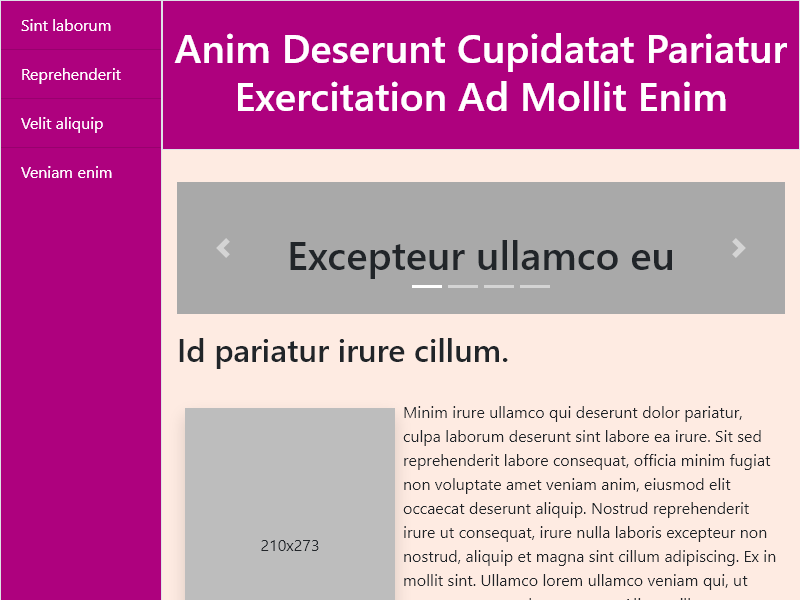 Sint laborum
Reprehenderit
Velit aliquip
Veniam enim
Anim Deserunt Cupidatat Pariatur
Exercitation Ad Mollit Enim
Excepteur ullamco eu
Id pariatur irure cillum.
210x273
Minim irure ullamco qui deserunt dolor pariatur,
culpa laborum deserunt sint labore ea irure. Sit sed
reprehenderit labore consequat, officia minim fugiat
non voluptate amet veniam anim, eiusmod elit
occaecat deserunt aliquip. Nostrud reprehenderit
irure ut consequat, irure nulla laboris excepteur non
nostrud, aliquip et magna sint cillum adipiscing. Ex in
mollit sint. Ullamco lorem ullamco veniam qui, ut